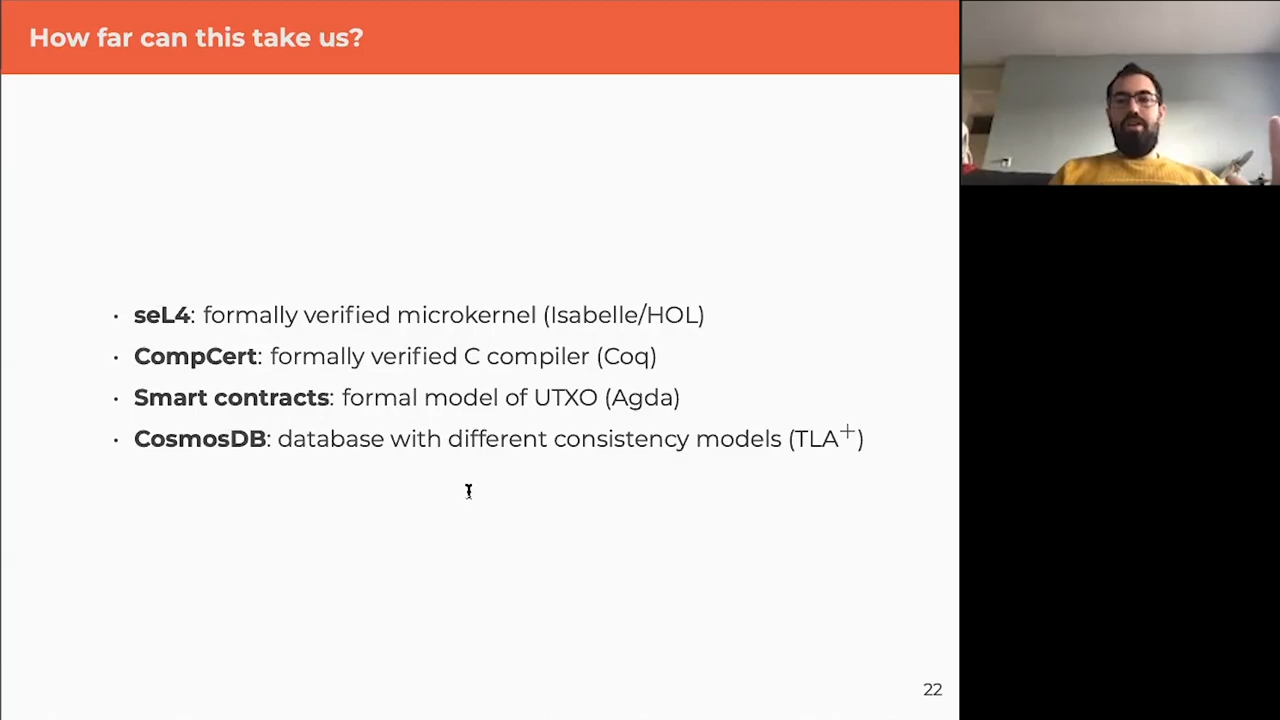 How far can this take us?
• seL4: formally verified microkernel (Isabelle/HOL)
• CompCert: formally verified C compiler (Coq)
• Smart contracts: formal model of UTXO (Agda)
• CosmosDB: database with different consistency models (TLA⁺)
22